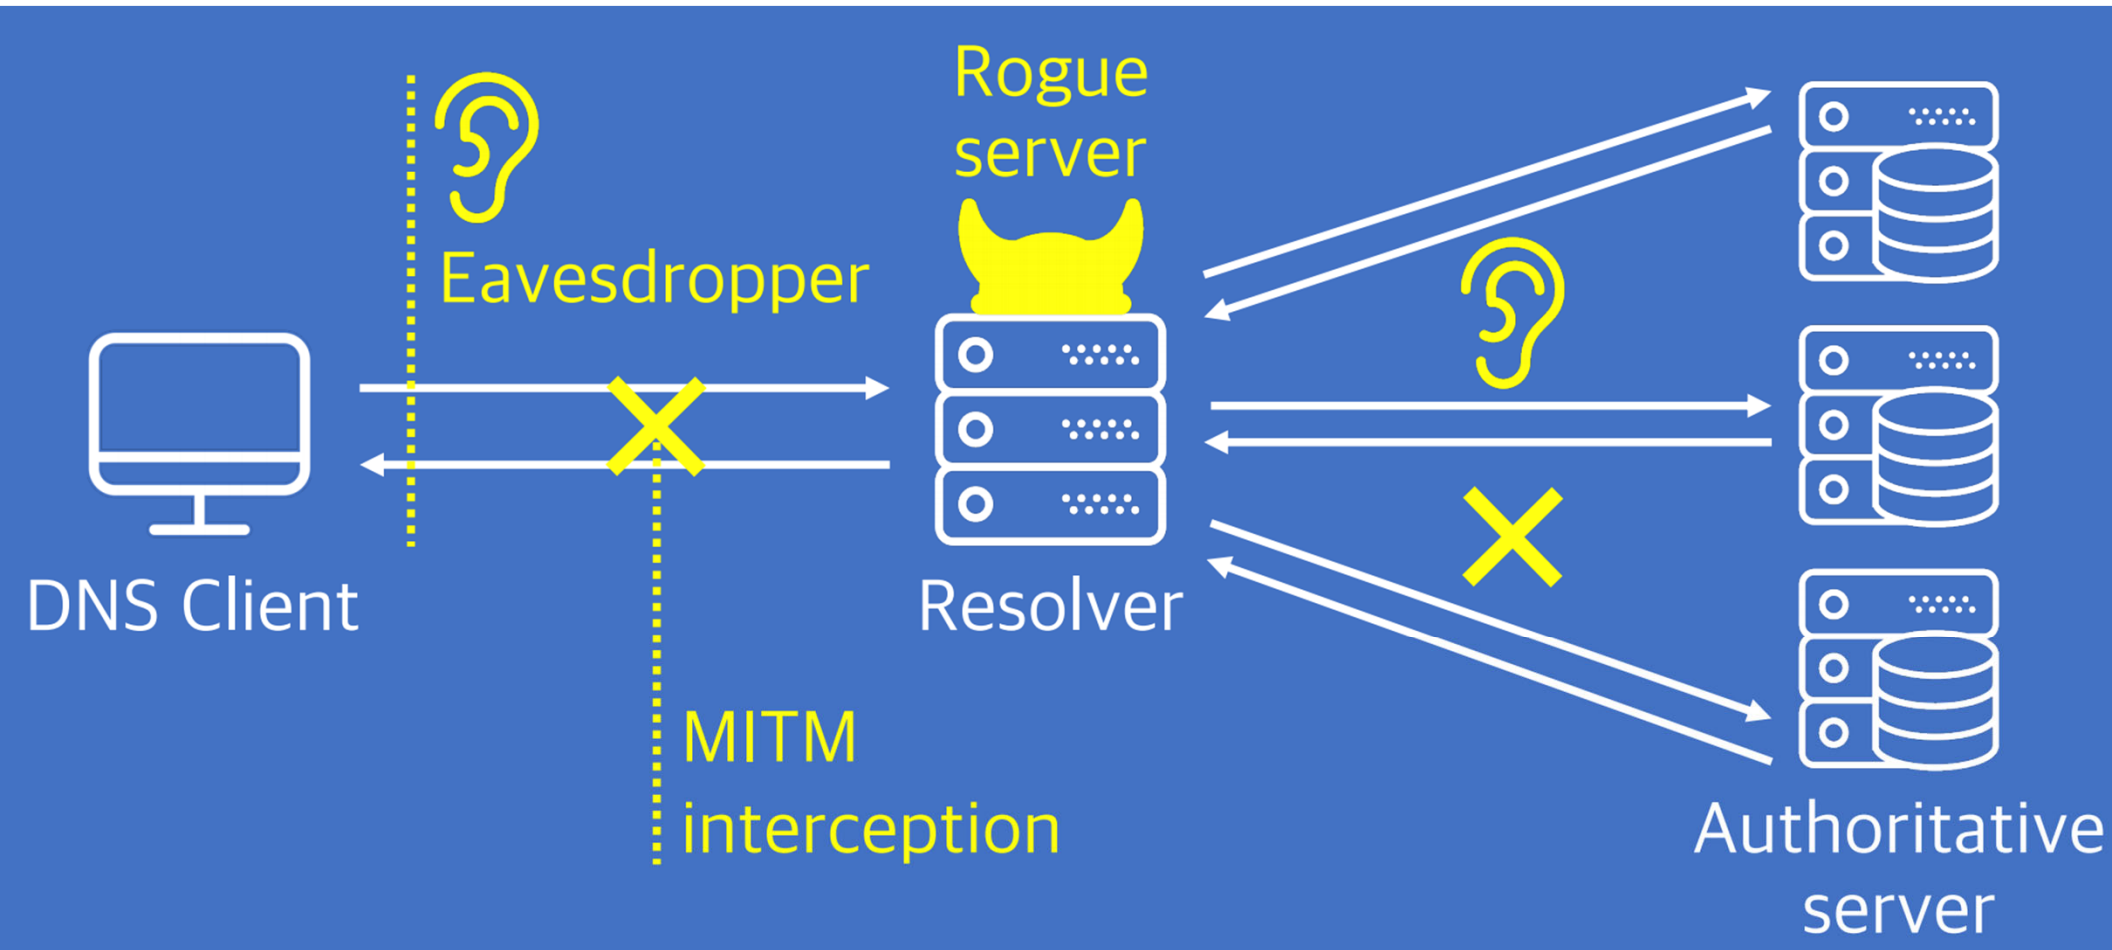 Rogue
server
Eavesdropper
DNS Client
Resolver
MITM
interception
Authoritative
server